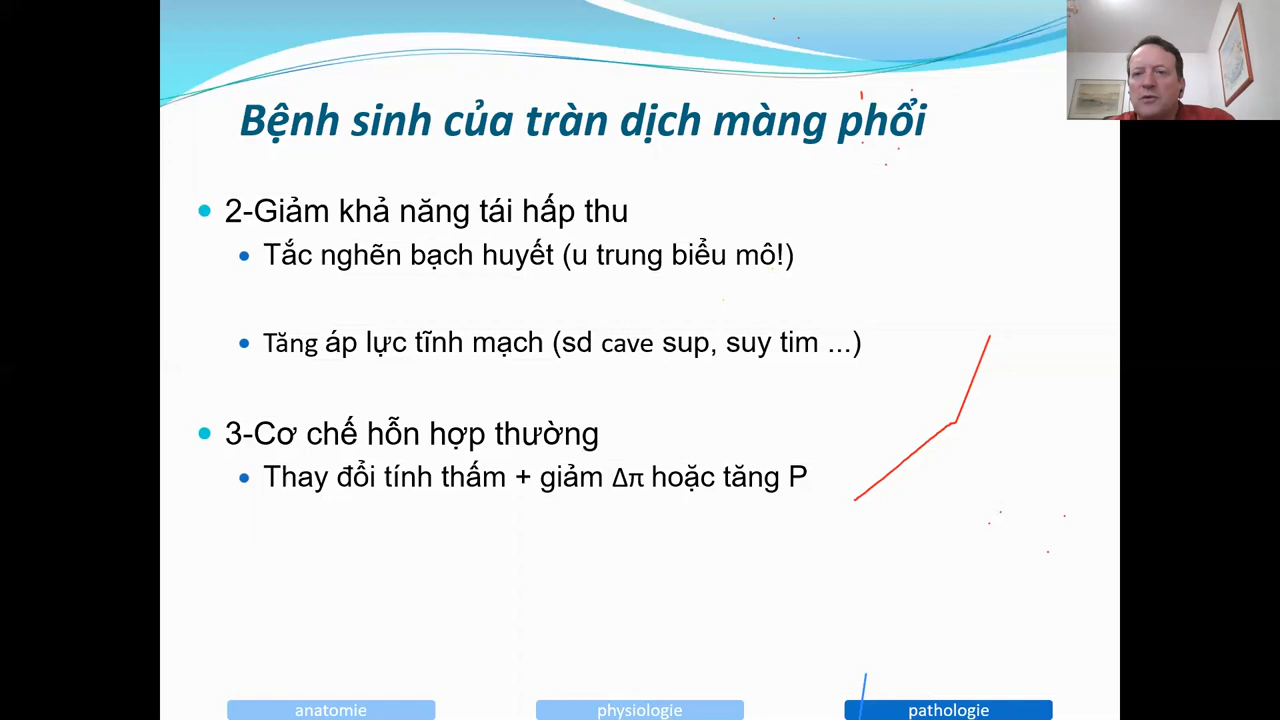 Bệnh sinh của tràn dịch màng phổi
2-Giảm khả năng tái hấp thu
Tắc nghẽn bạch huyết (u trung biểu mô!)
Tăng áp lực tĩnh mạch (sd cave sup, suy tim ...)
3-Cơ chế hỗn hợp thường
Thay đổi tính thấm + giảm Δπ hoặc tăng P
anatomie
physiologie
pathologie